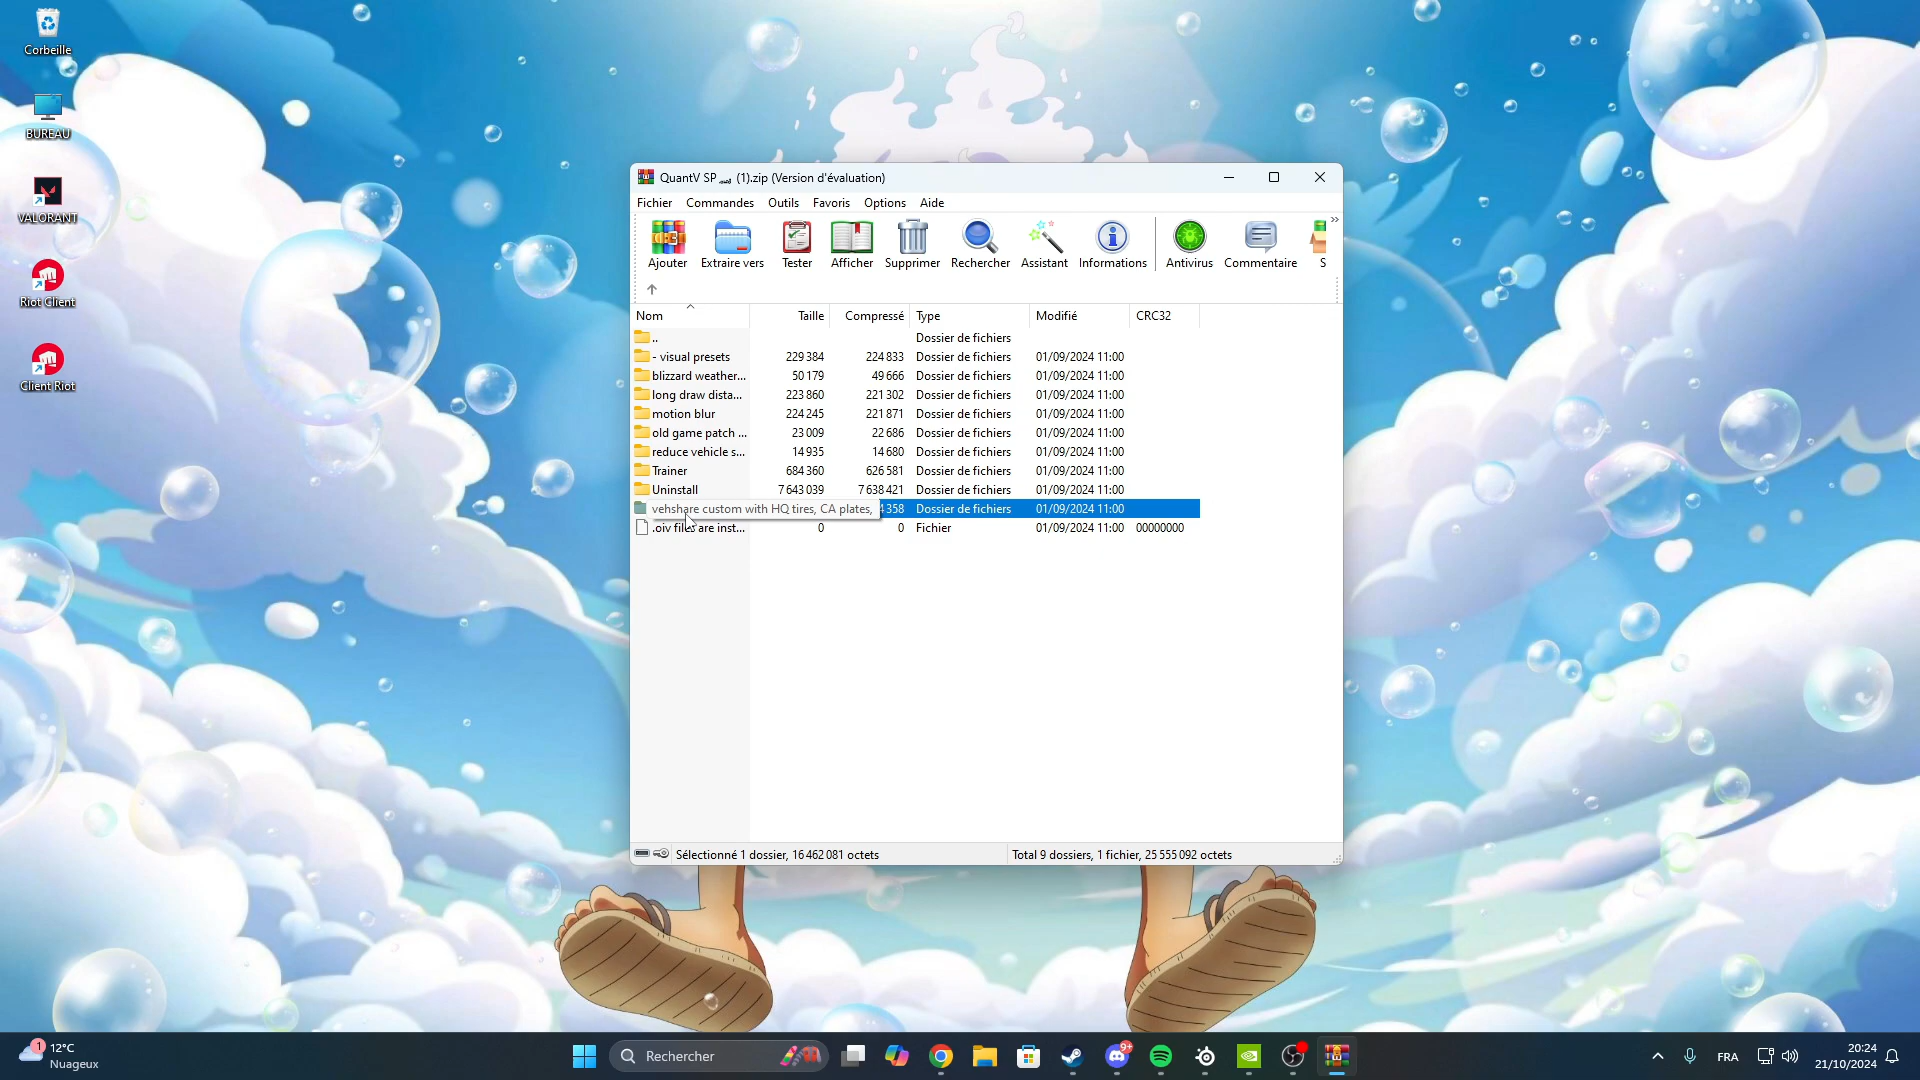 Corbeille
BUREAU
VALORANT
Riot Client
Client Riot
QuantV SP (1).zip (Version d'évaluation)
Fichier Commandes Outils Favoris Options Aide
Ajouter Extraire vers Tester Afficher Supprimer Rechercher Assistant Informations Antivirus Commentaire S
Nom Taille Compressé Type Modifié CRC32
.. Dossier de fichiers
- visual presets 229 384 224 833 Dossier de fichiers 01/09/2024 11:00
blizzard weather... 50 179 49 666 Dossier de fichiers 01/09/2024 11:00
long draw dista... 223 860 221 302 Dossier de fichiers 01/09/2024 11:00
motion blur 224 245 221 871 Dossier de fichiers 01/09/2024 11:00
old game patch ... 23 009 22 686 Dossier de fichiers 01/09/2024 11:00
reduce vehicle s... 14 935 14 680 Dossier de fichiers 01/09/2024 11:00
Trainer 684 360 626 581 Dossier de fichiers 01/09/2024 11:00
Uninstall 7 643 039 7 638 421 Dossier de fichiers 01/09/2024 11:00
vehshare custom with HQ tires, CA plates, 358 Dossier de fichiers 01/09/2024 11:00
.oiv files are inst... 0 0 Fichier 01/09/2024 11:00 00000000
Sélectionné 1 dossier, 16 462 081 octets Total 9 dossiers, 1 fichier, 25 555 092 octets
1
12°C
Nuageux
Rechercher
9+
FRA
20:24
21/10/2024